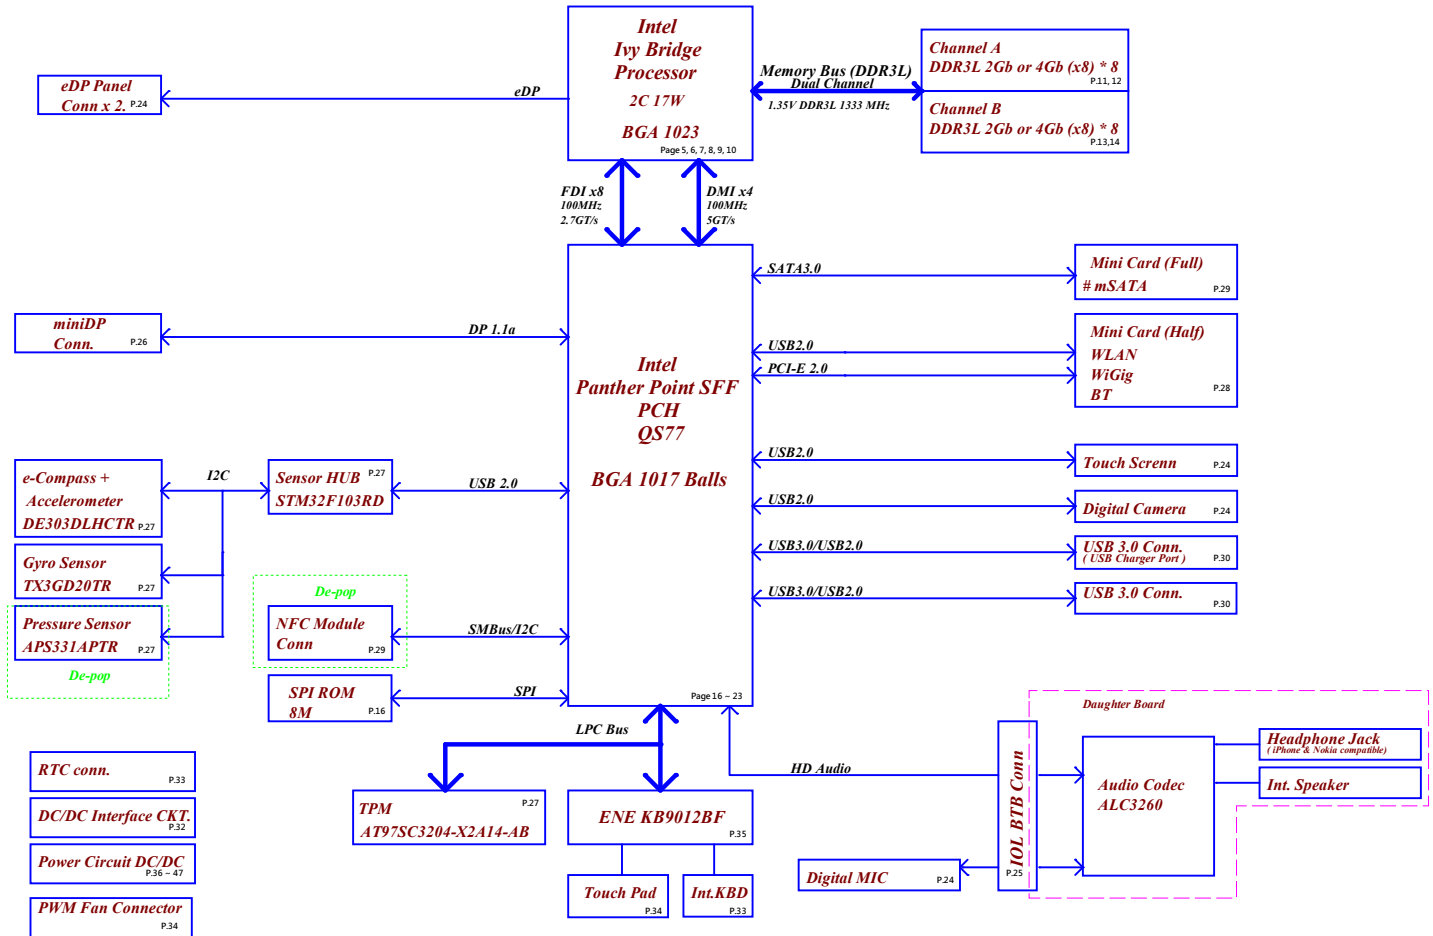 Intel
Ivy Bridge
Processor
2C 17W
BGA 1023
Page 5, 6, 7, 8, 9, 10
eDP Panel
Conn x 2. P.24
eDP
Memory Bus (DDR3L)
Dual Channel
1.35V DDR3L 1333 MHz
Channel A
DDR3L 2Gb or 4Gb (x8) * 8
P.11, 12
Channel B
DDR3L 2Gb or 4Gb (x8) * 8
P.13,14
FDI x8
100MHz
2.7GT/s
DMI x4
100MHz
5GT/s
Intel
Panther Point SFF
PCH
QS77
BGA 1017 Balls
Page 16 ~ 23
miniDP
Conn. P.26
DP 1.1a
SATA3.0
Mini Card (Full)
# mSATA P.29
USB2.0
PCI-E 2.0
Mini Card (Half)
WLAN
WiGig
BT
P.28
e-Compass +
Accelerometer
DE303DLHCTR P.27
I2C
Sensor HUB P.27
STM32F103RD
USB 2.0
Gyro Sensor
TX3GD20TR P.27
Pressure Sensor
APS331APTR P.27
De-pop
De-pop
NFC Module
Conn P.29
SMBus/I2C
SPI ROM
8M P.16
SPI
USB2.0
Touch Screnn P.24
USB2.0
Digital Camera P.24
USB3.0/USB2.0
USB 3.0 Conn.
( USB Charger Port ) P.30
USB3.0/USB2.0
USB 3.0 Conn.
P.30
LPC Bus
TPM P.27
AT97SC3204-X2A14-AB
ENE KB9012BF
P.35
Touch Pad
P.34
Int.KBD
P.33
HD Audio
Digital MIC P.24
IOL BTB Conn
P.25
Daughter Board
Audio Codec
ALC3260
Headphone Jack
( iPhone & Nokia compatible)
Int. Speaker
RTC conn.
P.33
DC/DC Interface CKT.
P.32
Power Circuit DC/DC
P.36 ~ 47
PWM Fan Connector
P.34